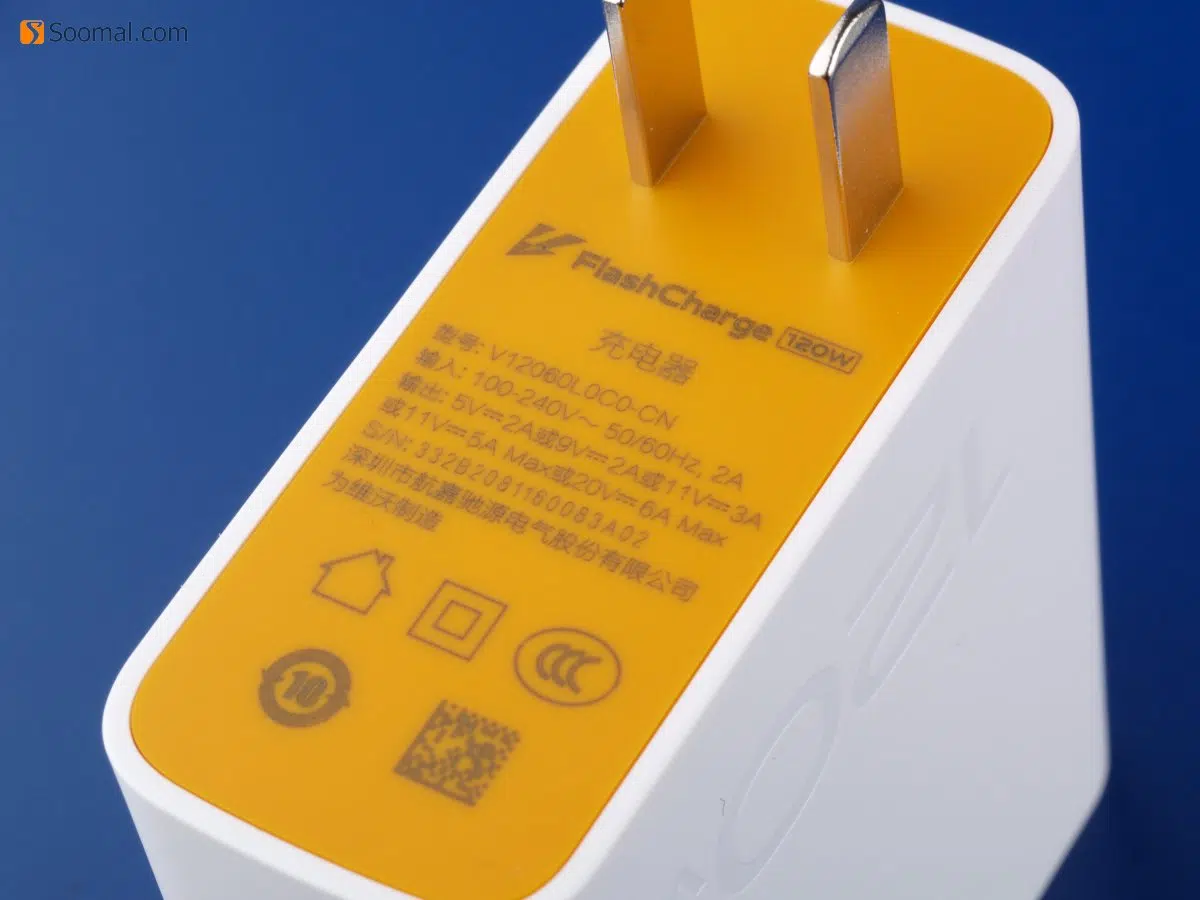 Soomal.com
FlashCharge 120W
充电器
型号: V12060L0C0-CN
输入: 100-240V~ 50/60Hz, 2A
输出: 5V⎓2A或9V⎓2A或11V⎓3A
或11V⎓5A Max或20V⎓6A Max
S/N: 332B2081180083A02
深圳市航嘉驰源电气股份有限公司
为维沃制造
CCC
10